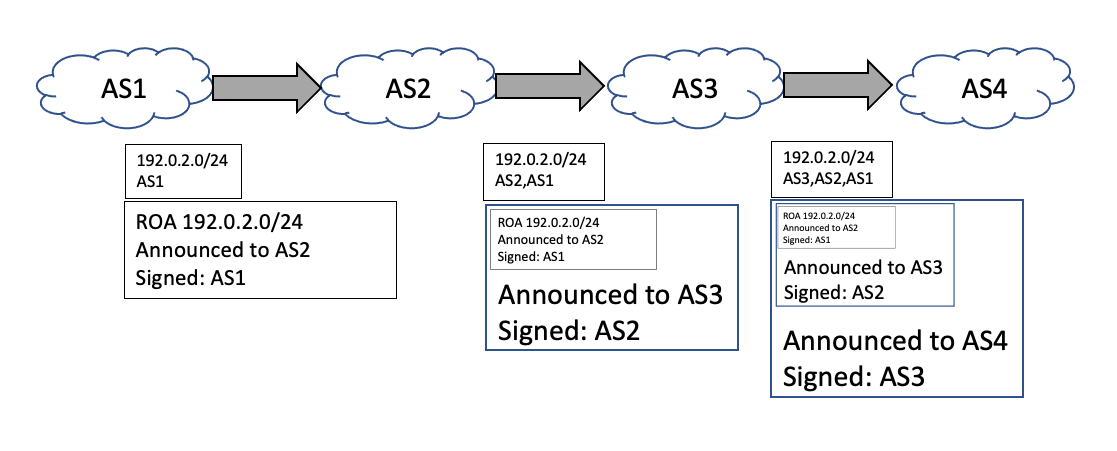 AS1
AS2
AS3
AS4
192.0.2.0/24
AS1
ROA 192.0.2.0/24
Announced to AS2
Signed: AS1
192.0.2.0/24
AS2,AS1
ROA 192.0.2.0/24
Announced to AS2
Signed: AS1
Announced to AS3
Signed: AS2
192.0.2.0/24
AS3,AS2,AS1
ROA 192.0.2.0/24
Announced to AS2
Signed: AS1
Announced to AS3
Signed: AS2
Announced to AS4
Signed: AS3